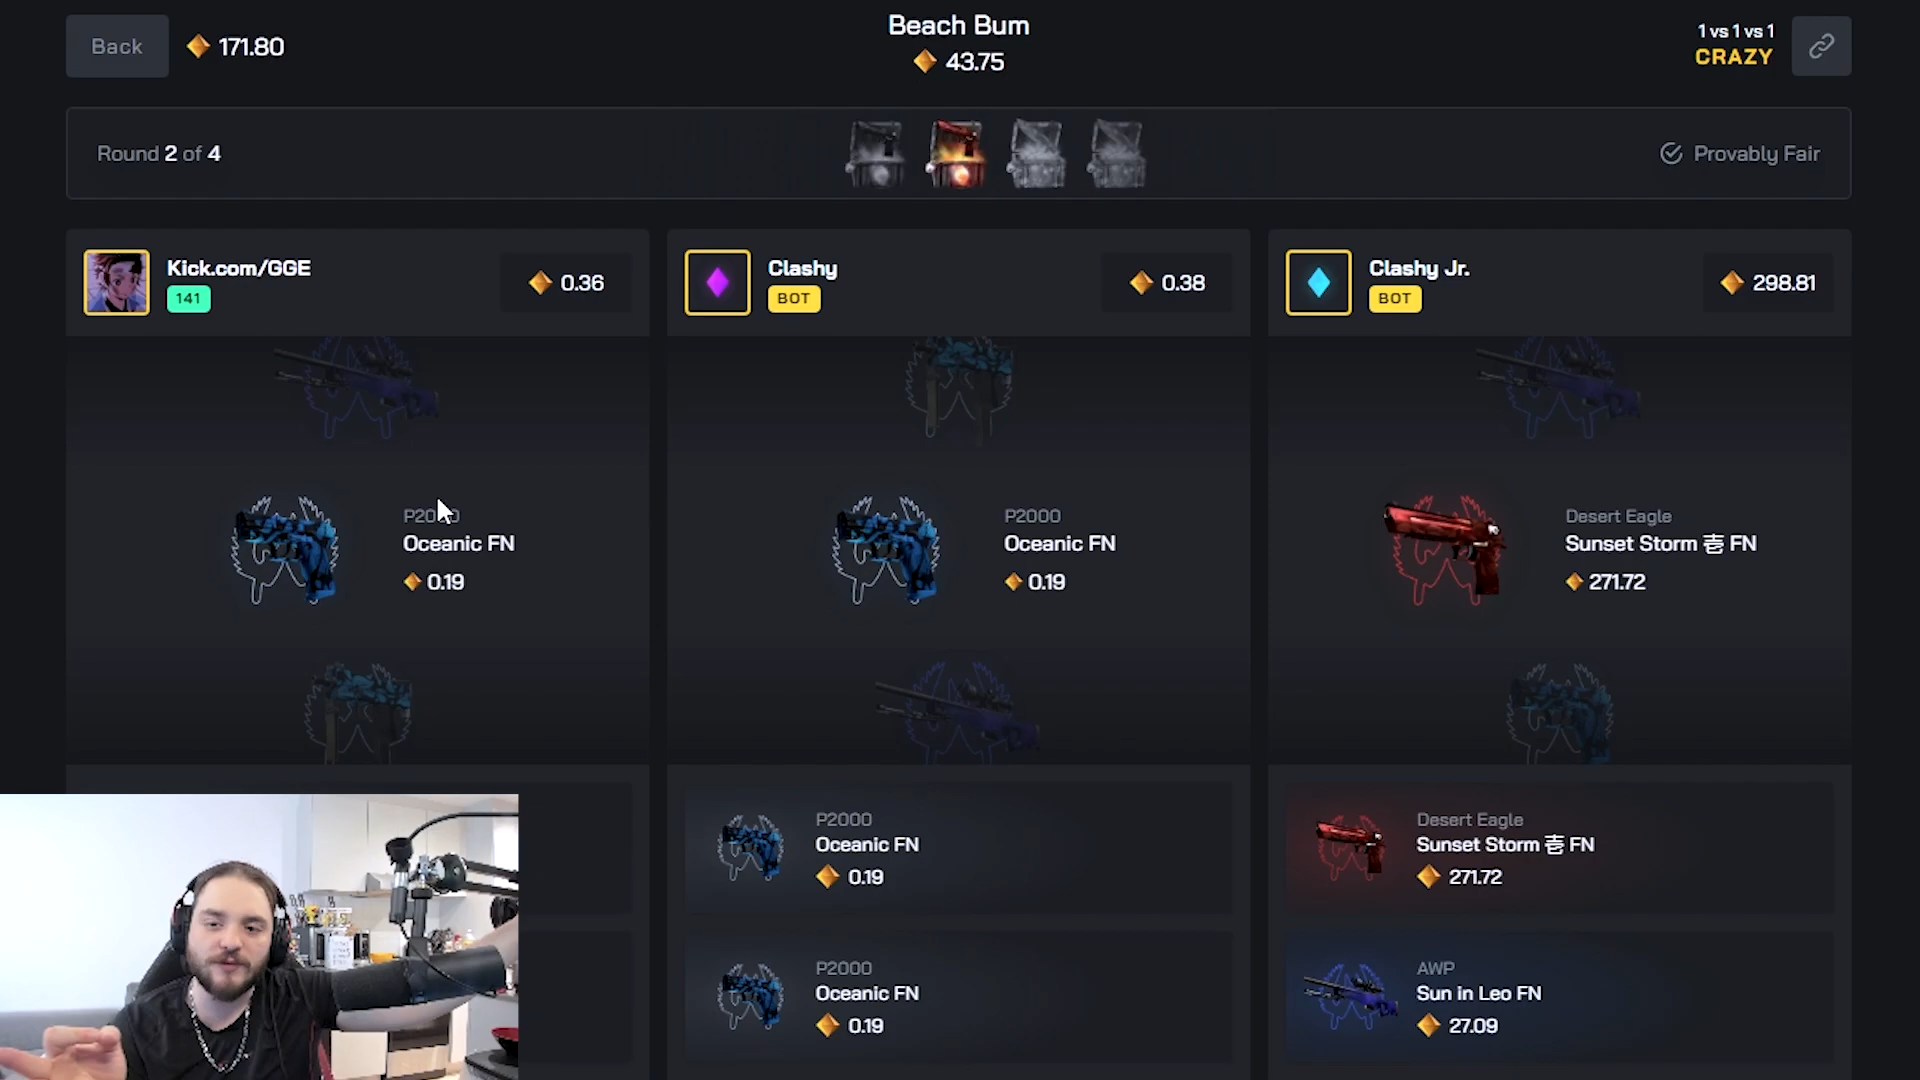 Back
171.80
Beach Bum
43.75
1 vs 1 vs 1
CRAZY
Round 2 of 4
Provably Fair
Kick.com/GGE
141
0.36
Clashy
BOT
0.38
Clashy Jr.
BOT
298.81
Oceanic FN
0.19
P2000
Oceanic FN
0.19
Desert Eagle
Sunset Storm 壱 FN
271.72
P2000
Oceanic FN
0.19
Desert Eagle
Sunset Storm 壱 FN
271.72
P2000
Oceanic FN
0.19
AWP
Sun in Leo FN
27.09